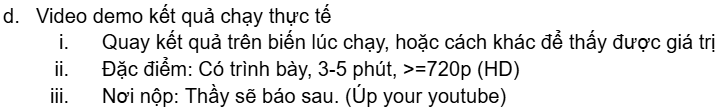 d. Video demo kết quả chạy thực tế
i. Quay kết quả trên biến lúc chạy, hoặc cách khác để thấy được giá trị
ii. Đặc điểm: Có trình bày, 3-5 phút, >=720p (HD)
iii. Nơi nộp: Thầy sẽ báo sau. (Úp your youtube)